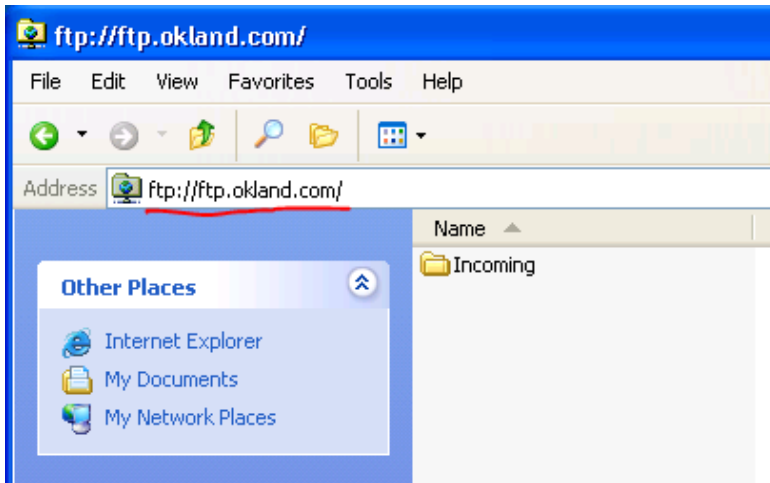 ftp://ftp.okland.com/
File Edit View Favorites Tools Help
Address ftp://ftp.okland.com/
Name
Incoming
Other Places
Internet Explorer
My Documents
My Network Places